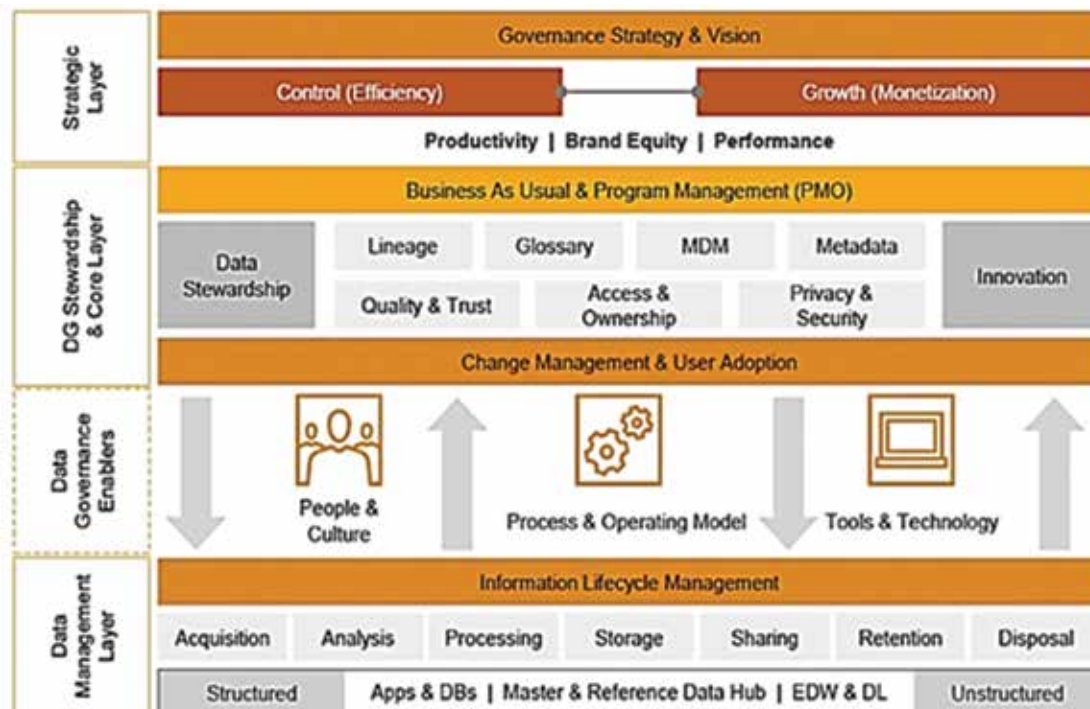 Strategic
Layer
Governance Strategy & Vision
Control (Efficiency)
Growth (Monetization)
Productivity | Brand Equity | Performance
DG Stewardship
& Core Layer
Business As Usual & Program Management (PMO)
Data
Stewardship
Lineage
Glossary
MDM
Metadata
Quality & Trust
Access &
Ownership
Privacy &
Security
Innovation
Change Management & User Adoption
Data
Governance
Enablers
People &
Culture
Process & Operating Model
Tools & Technology
Data
Management
Layer
Information Lifecycle Management
Acquisition
Analysis
Processing
Storage
Sharing
Retention
Disposal
Structured
Apps & DBs | Master & Reference Data Hub | EDW & DL
Unstructured